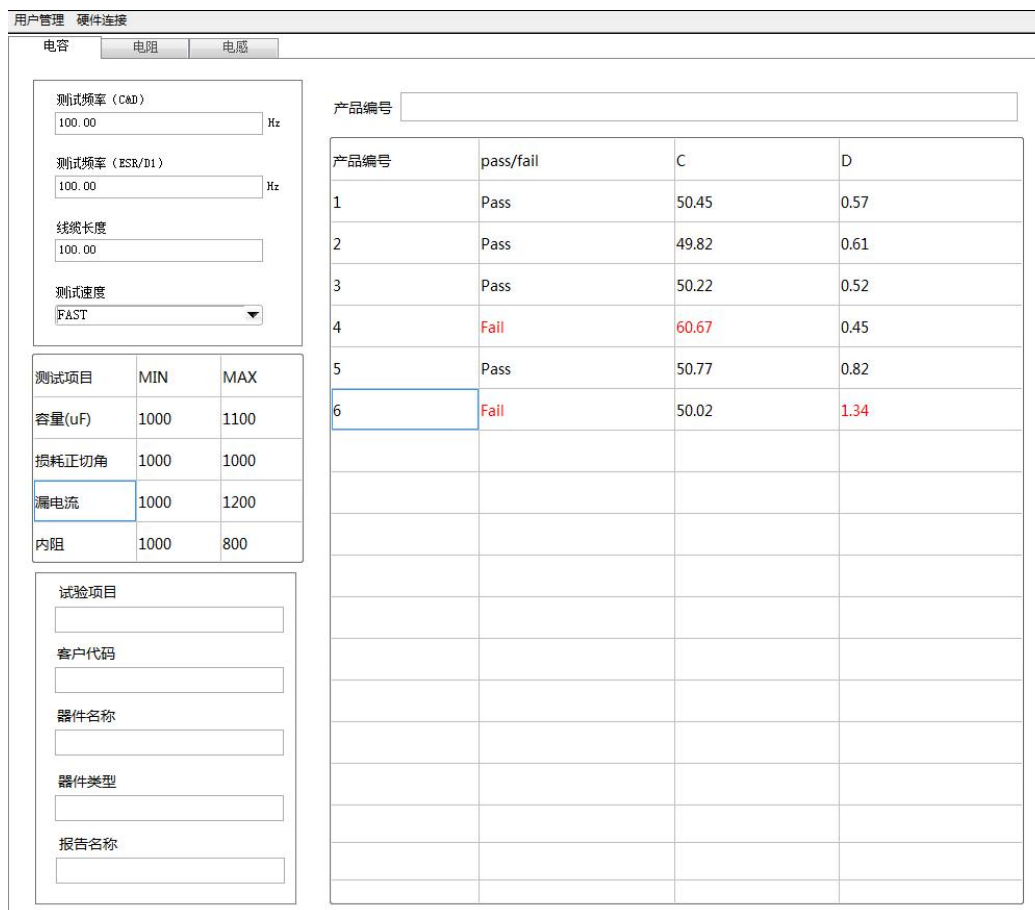 用户管理 硬件连接
电容 电阻 电感
测试频率（C&D）
100.00 Hz
测试频率（ESR/D1）
100.00 Hz
线缆长度
100.00
测试速度
FAST
测试项目 MIN MAX
容量(uF) 1000 1100
损耗正切角 1000 1000
漏电流 1000 1200
内阻 1000 800
试验项目
客户代码
器件名称
器件类型
报告名称
产品编号
产品编号 pass/fail C D
1 Pass 50.45 0.57
2 Pass 49.82 0.61
3 Pass 50.22 0.52
4 Fail 60.67 0.45
5 Pass 50.77 0.82
6 Fail 50.02 1.34